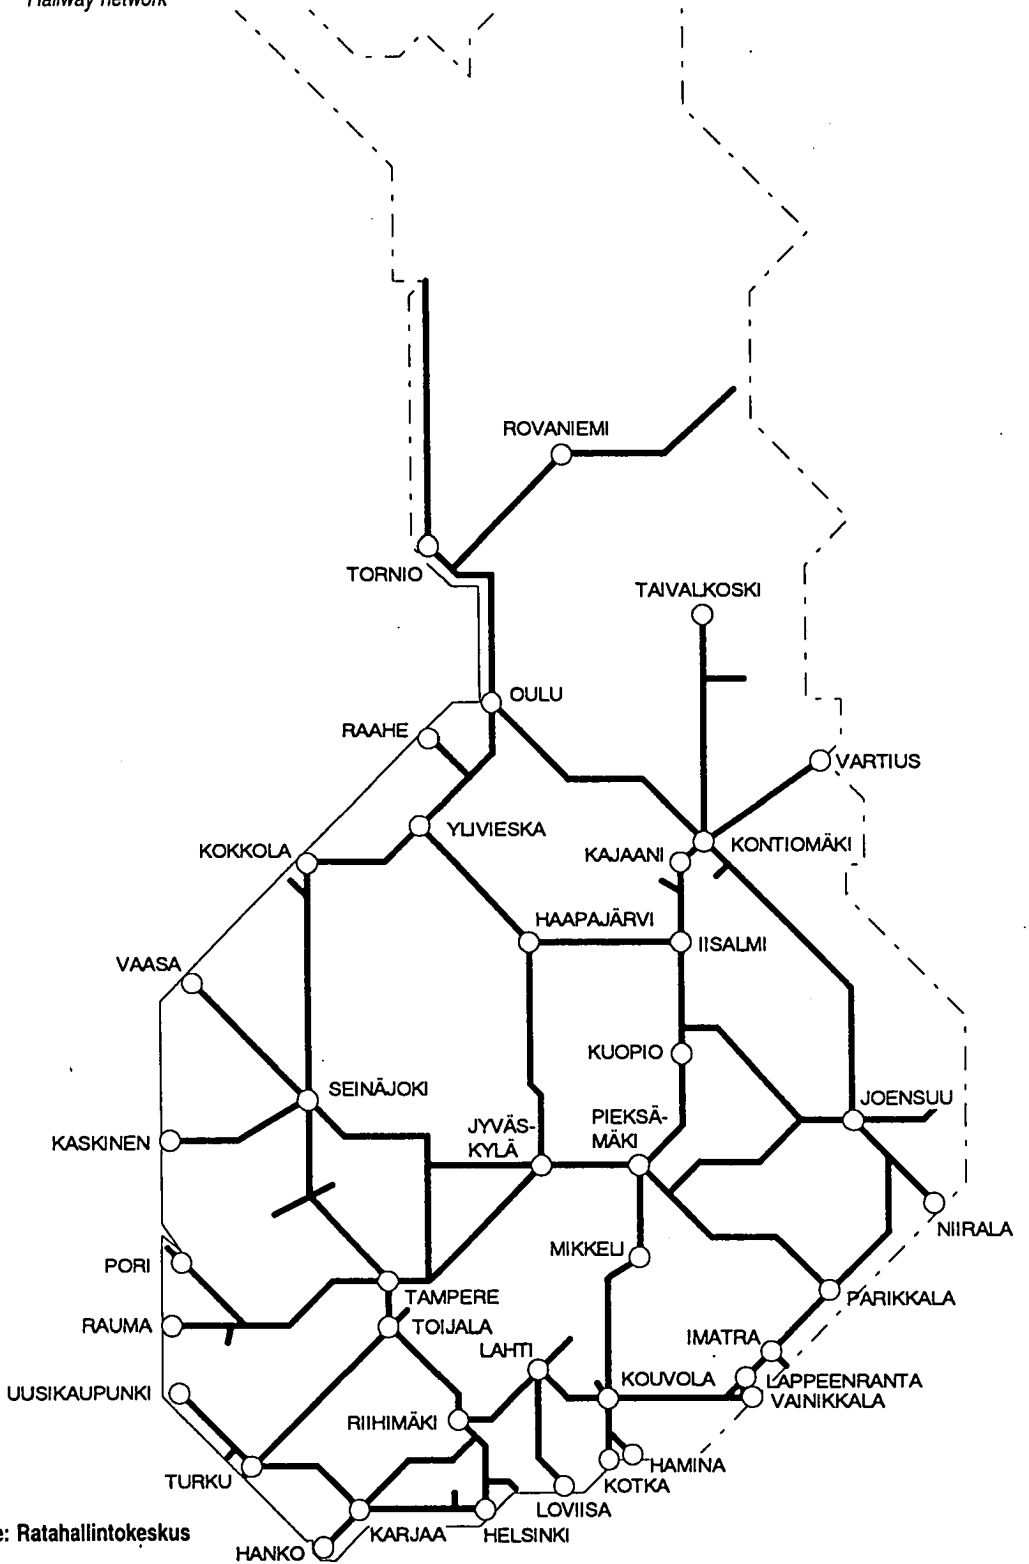 Railway network
ROVANIEMI
TORNIO
TAIVALKOSKI
OULU
RAAHE
VARTIUS
YLIVIESKA
KOKKOLA
KAJAANI
KONTIOMÄKI
HAAPAJÄRVI
IISALMI
VAASA
KUOPIO
SEINÄJOKI
JOENSUU
KASKINEN
JYVÄS-
KYLÄ
PIEKSÄ-
MÄKI
NIIRALA
MIKKELI
PORI
TAMPERE
PARIKKALA
RAUMA
TOIJALA
IMATRA
LAHTI
KOUVOLA
LAPPEENRANTA
VAINIKKALA
UUSIKAUPUNKI
RIIHIMÄKI
HAMINA
TURKU
KOTKA
LOVIISA
KARJAA
HELSINKI
e: Ratahallintokeskus
HANKO